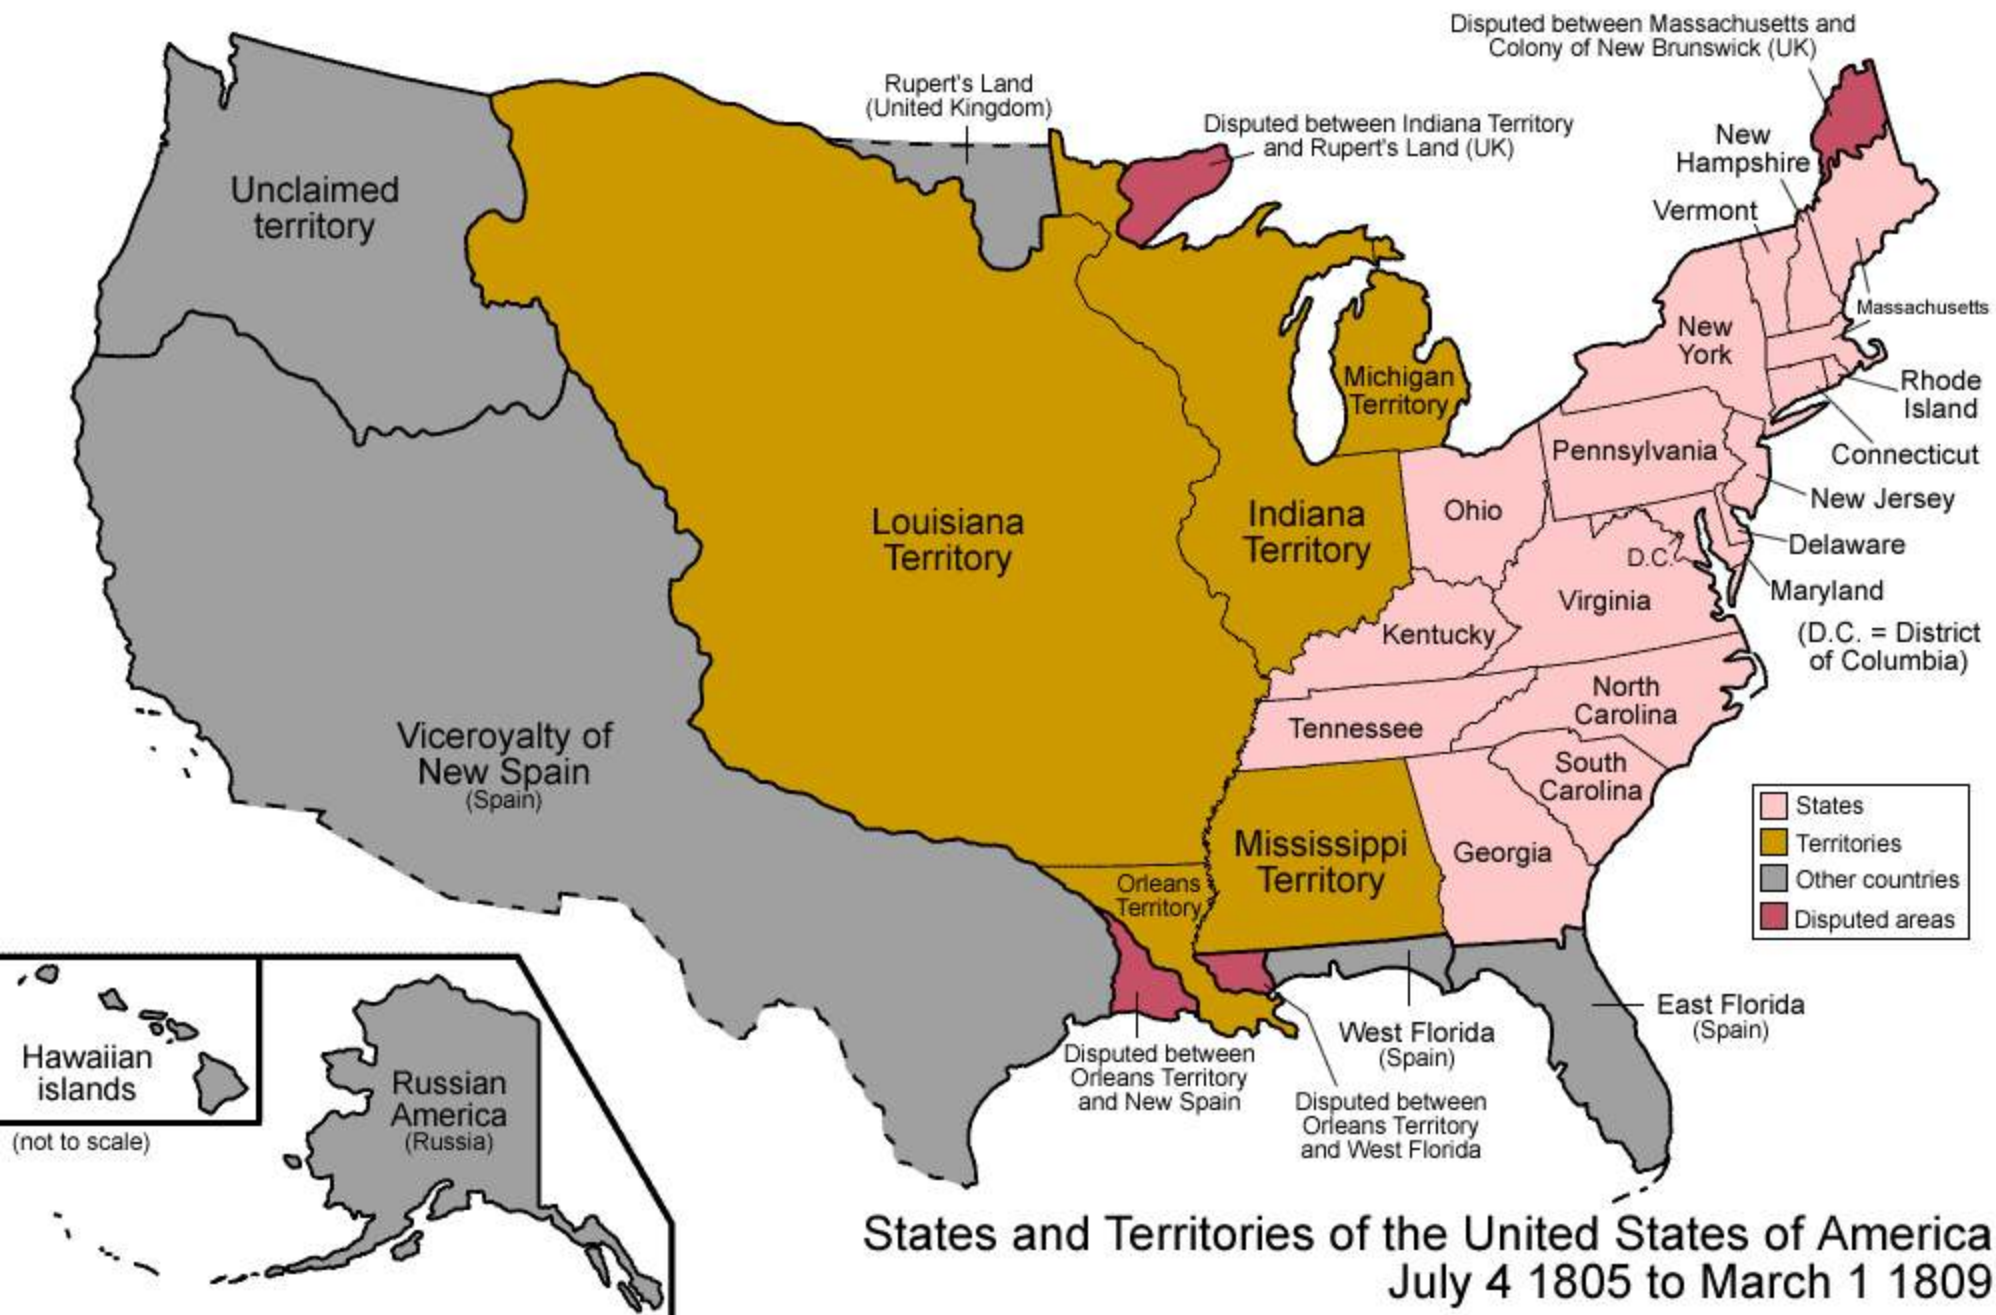 Disputed between Massachusetts and
Colony of New Brunswick (UK)
Rupert's Land
(United Kingdom)
Disputed between Indiana Territory
and Rupert's Land (UK)
New
Hampshire
Vermont
Unclaimed
territory
Massachusetts
New
York
Michigan
Territory
Rhode
Island
Pennsylvania
Connecticut
New Jersey
Louisiana
Territory
Indiana
Territory
Ohio
Delaware
D.C.
Maryland
Virginia
Kentucky
(D.C. = District
of Columbia)
North
Carolina
Tennessee
Viceroyalty of
New Spain
(Spain)
South
Carolina
States
Territories
Other countries
Disputed areas
Mississippi
Territory
Georgia
Orleans
Territory
East Florida
(Spain)
West Florida
(Spain)
Disputed between
Orleans Territory
and New Spain
Disputed between
Orleans Territory
and West Florida
Hawaiian
islands
(not to scale)
Russian
America
(Russia)
States and Territories of the United States of America
July 4 1805 to March 1 1809